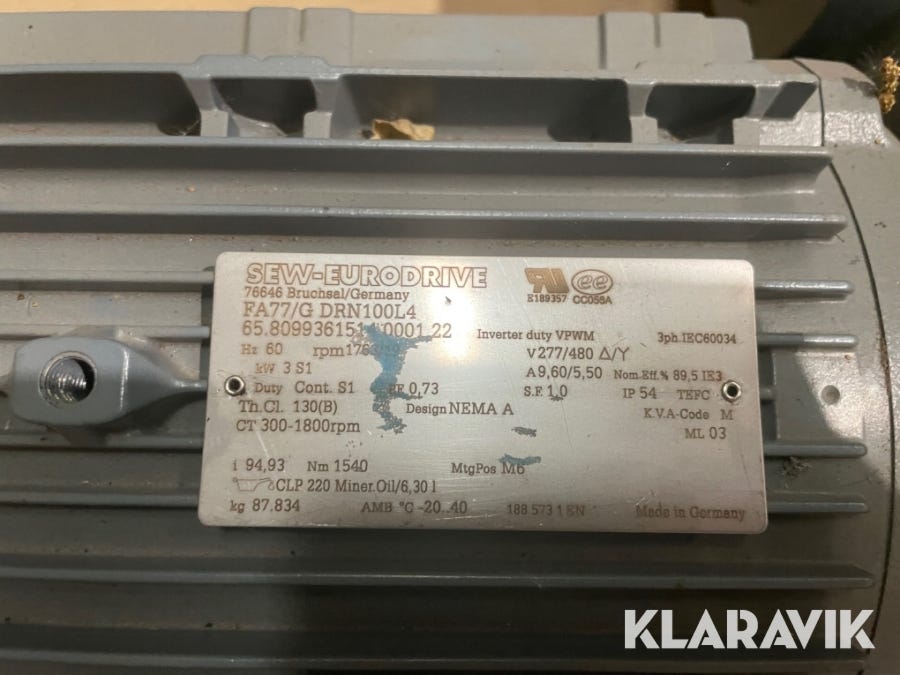 SEW-EURODRIVE
76646 Bruchsal/Germany
E189357 CC056A
FA77/G DRN100L4
Inverter duty VPWM 3ph.IEC60034
Hz 60 rpm V 277/480 Δ/Y
kW 3 S1 A 9,60/5,50 Nom.Eff.% 89,5 IE3
Duty Cont. S1 0,73 S.F. 1,0 IP 54 TEFC
Th.Cl. 130(B) Design NEMA A K.V.A-Code M
CT 300-1800rpm ML 03
i 94,93 Nm 1540 MtgPos M6
CLP 220 Miner.Oil/6,30 l
kg 87.834 AMB °C -20..40 188 573 1 EN Made in Germany
KLARAVIK